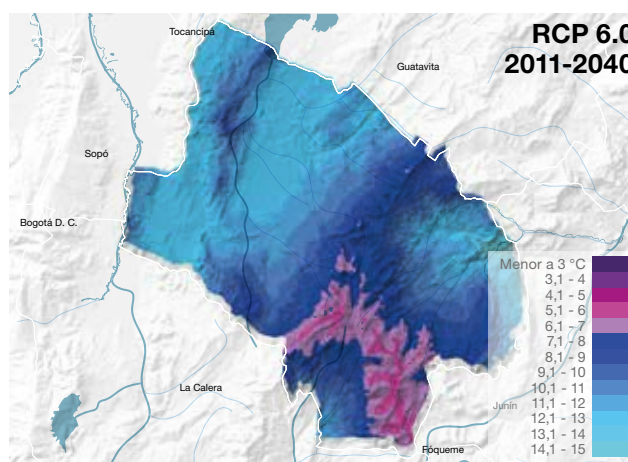 Tocancipá
RCP 6.0
2011-2040
Guatavita
Sopó
Bogotá D. C.
Menor a 3 °C
3,1 - 4
4,1 - 5
5,1 - 6
6,1 - 7
7,1 - 8
8,1 - 9
9,1 - 10
10,1 - 11
11,1 - 12
12,1 - 13
13,1 - 14
14,1 - 15
La Calera
Junín
Fóqueme